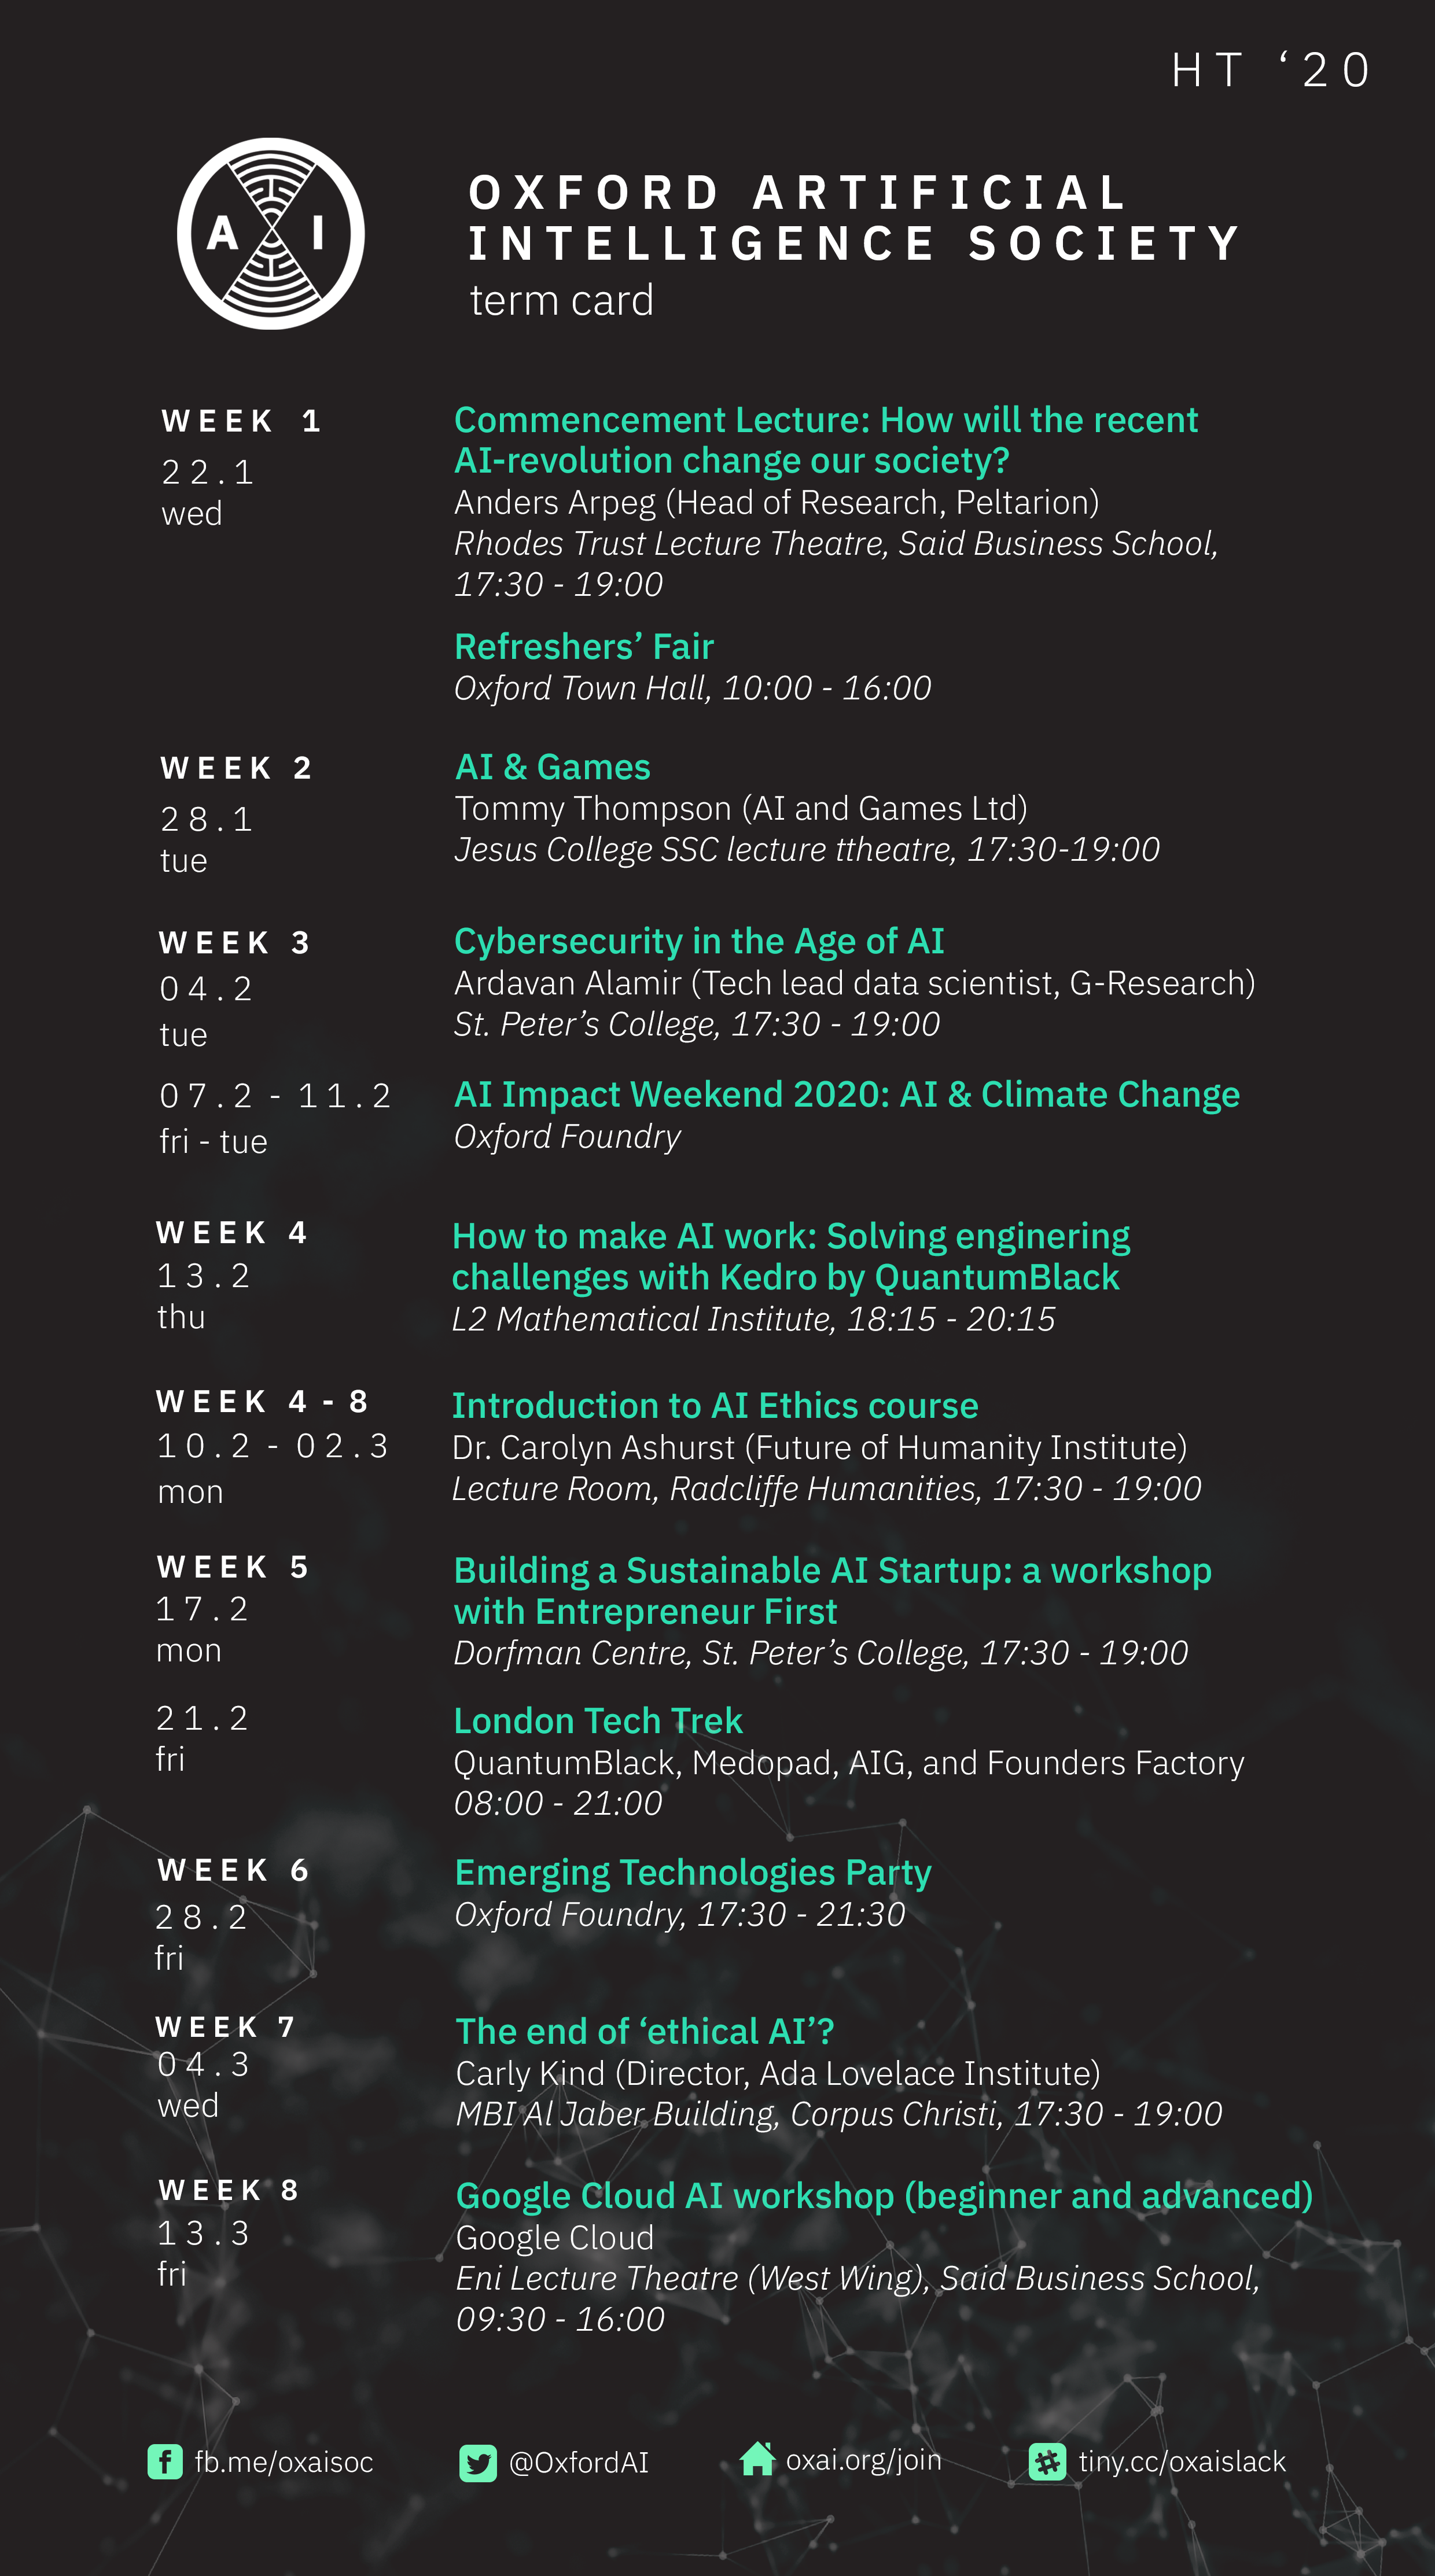 HT ‘20
A I
OXFORD ARTIFICIAL
INTELLIGENCE SOCIETY
term card
WEEK 1
22.1
wed
Commencement Lecture: How will the recent
AI-revolution change our society?
Anders Arpeg (Head of Research, Peltarion)
Rhodes Trust Lecture Theatre, Said Business School,
17:30 - 19:00
Refreshers’ Fair
Oxford Town Hall, 10:00 - 16:00
WEEK 2
28.1
tue
AI & Games
Tommy Thompson (AI and Games Ltd)
Jesus College SSC lecture ttheatre, 17:30-19:00
WEEK 3
04.2
tue
Cybersecurity in the Age of AI
Ardavan Alamir (Tech lead data scientist, G-Research)
St. Peter’s College, 17:30 - 19:00
07.2 - 11.2
fri - tue
AI Impact Weekend 2020: AI & Climate Change
Oxford Foundry
WEEK 4
13.2
thu
How to make AI work: Solving enginering
challenges with Kedro by QuantumBlack
L2 Mathematical Institute, 18:15 - 20:15
WEEK 4 - 8
10.2 - 02.3
mon
Introduction to AI Ethics course
Dr. Carolyn Ashurst (Future of Humanity Institute)
Lecture Room, Radcliffe Humanities, 17:30 - 19:00
WEEK 5
17.2
mon
Building a Sustainable AI Startup: a workshop
with Entrepreneur First
Dorfman Centre, St. Peter’s College, 17:30 - 19:00
21.2
fri
London Tech Trek
QuantumBlack, Medopad, AIG, and Founders Factory
08:00 - 21:00
WEEK 6
28.2
fri
Emerging Technologies Party
Oxford Foundry, 17:30 - 21:30
WEEK 7
04.3
wed
The end of ‘ethical AI’?
Carly Kind (Director, Ada Lovelace Institute)
MBI Al Jaber Building, Corpus Christi, 17:30 - 19:00
WEEK 8
13.3
fri
Google Cloud AI workshop (beginner and advanced)
Google Cloud
Eni Lecture Theatre (West Wing), Said Business School,
09:30 - 16:00
fb.me/oxaisoc
@OxfordAI
oxai.org/join
tiny.cc/oxaislack